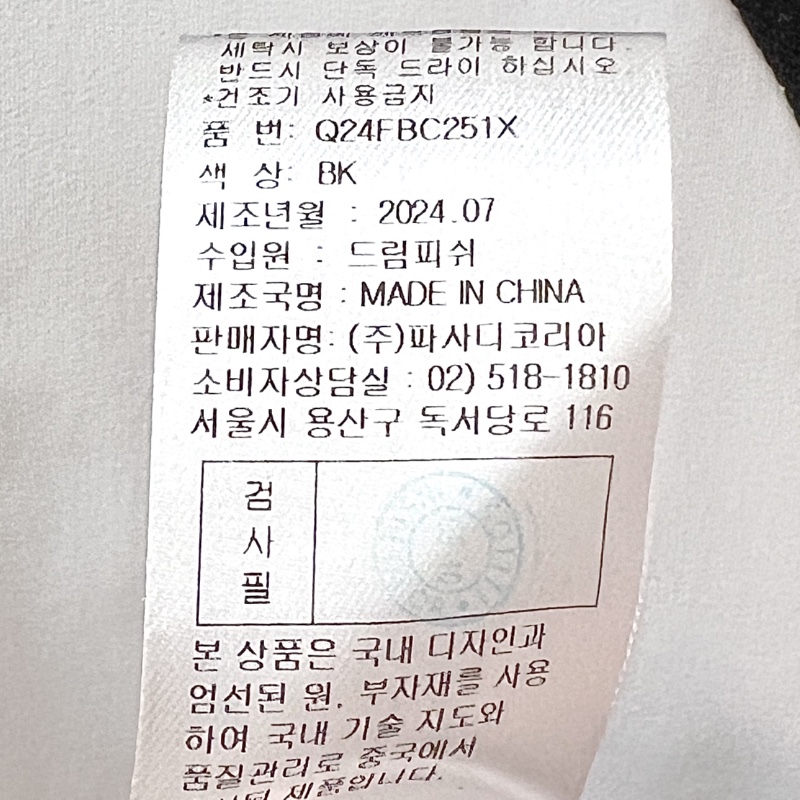 세탁시 보상이 불가능 합니다.
반드시 단독 드라이 하십시오
*건조기 사용금지
품 번: Q24FBC251X
색 상: BK
제조년월 : 2024.07
수입원 : 드림피쉬
제조국명 : MADE IN CHINA
판매자명: (주)파사디코리아
소비자상담실 : 02) 518-1810
서울시 용산구 독서당로 116
검
사
필
본 상품은 국내 디자인과
엄선된 원, 부자재를 사용
하여 국내 기술 지도와
품질관리로 중국에서
제품입니다.